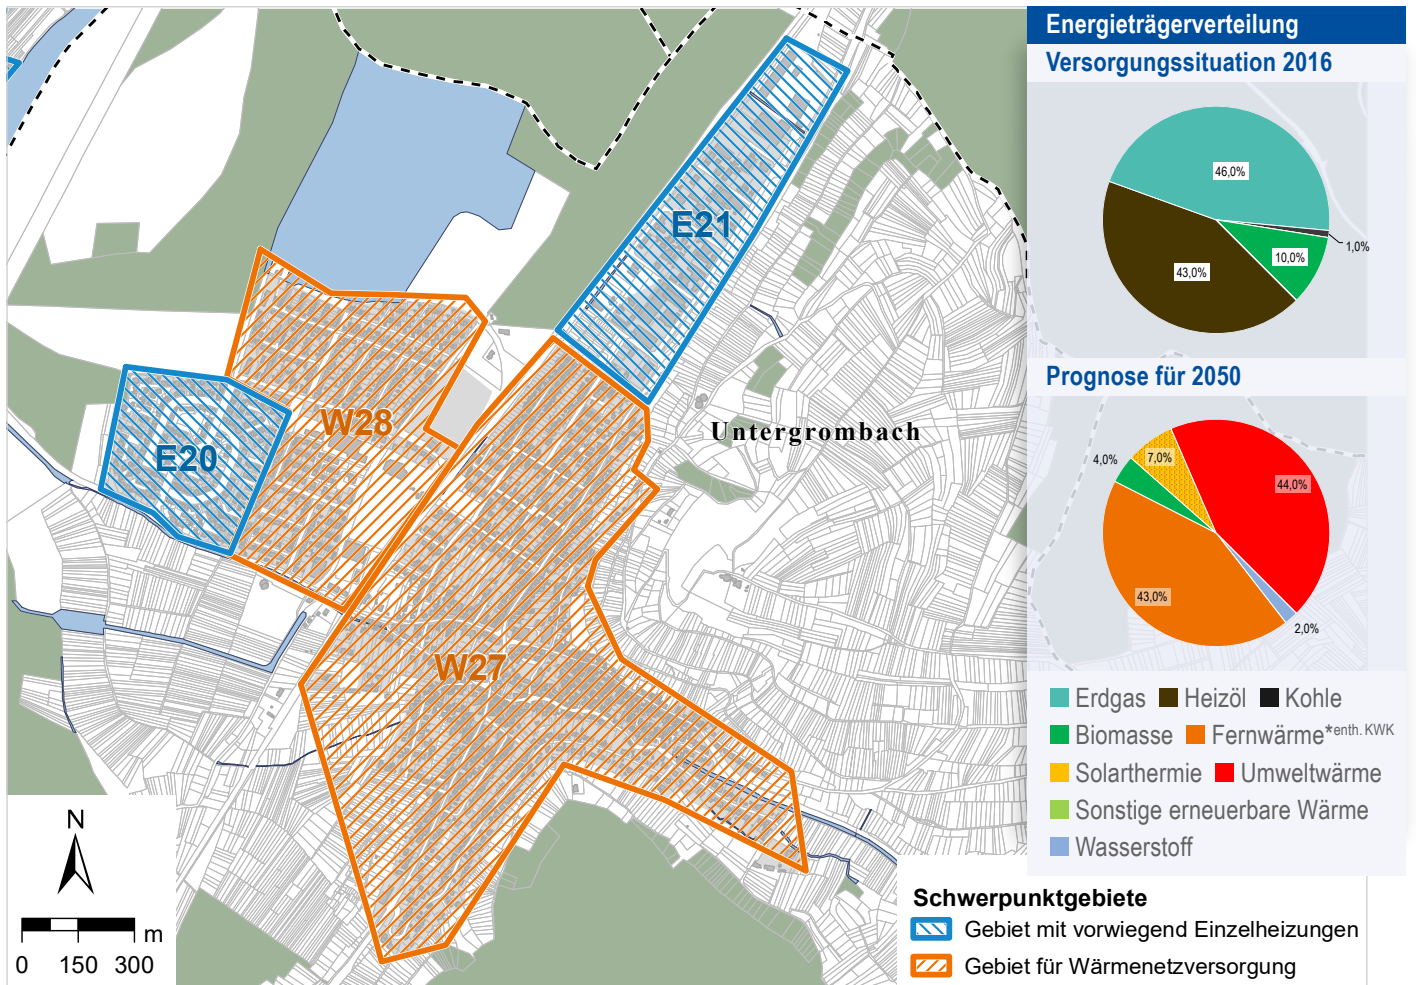 Energieträgerverteilung
Versorgungssituation 2016
46,0%
1,0%
10,0%
43,0%
Prognose für 2050
4,0%
7,0%
44,0%
43,0%
2,0%
Erdgas Heizöl Kohle
Biomasse Fernwärme*enth. KWK
Solarthermie Umweltwärme
Sonstige erneuerbare Wärme
Wasserstoff
E21
W28
Untergrombach
E20
W27
N
m
0 150 300
Schwerpunktgebiete
Gebiet mit vorwiegend Einzelheizungen
Gebiet für Wärmenetzversorgung